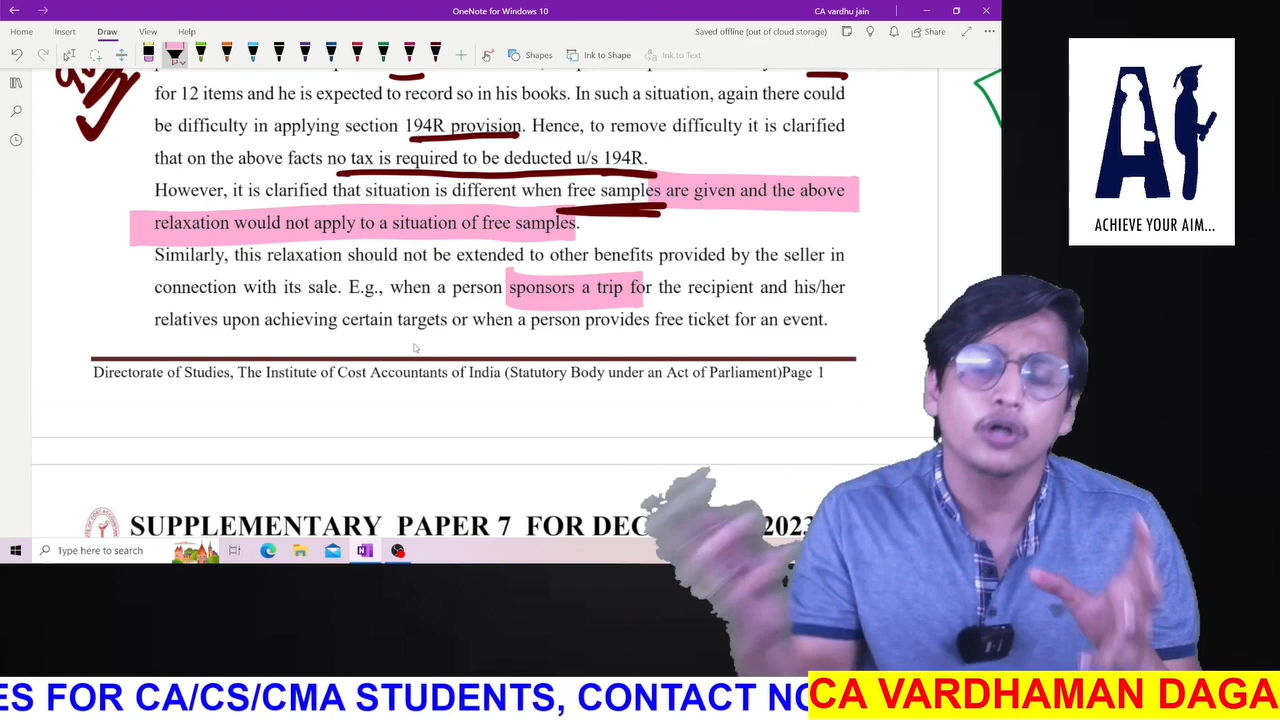 OneNote for Windows 10
CA vardhu jain
Home Insert Draw View Help
Saved offline (out of cloud storage)
Share
Shapes
Ink to Shape
Ink to Text
for 12 items and he is expected to record so in his books. In such a situation, again there could
be difficulty in applying section 194R provision. Hence, to remove difficulty it is clarified
that on the above facts no tax is required to be deducted u/s 194R.
However, it is clarified that situation is different when free samples are given and the above
relaxation would not apply to a situation of free samples.
Similarly, this relaxation should not be extended to other benefits provided by the seller in
connection with its sale. E.g., when a person sponsors a trip for the recipient and his/her
relatives upon achieving certain targets or when a person provides free ticket for an event.
Directorate of Studies, The Institute of Cost Accountants of India (Statutory Body under an Act of Parliament)Page 1
SUPPLEMENTARY PAPER 7 FOR DEC 2023
Type here to search
AI
ACHIEVE YOUR AIM...
ES FOR CA/CS/CMA STUDENTS, CONTACT NO
CA VARDHAMAN DAGA